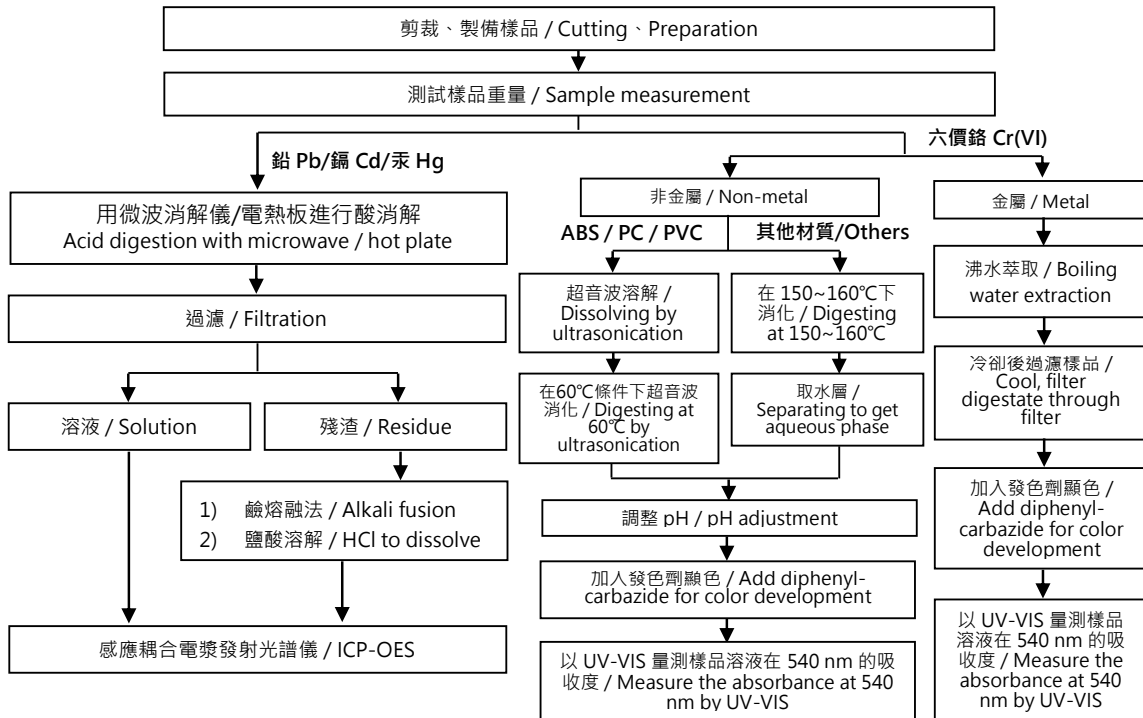 剪裁、製備樣品 / Cutting、Preparation
測試樣品重量 / Sample measurement
鉛 Pb/鎘 Cd/汞 Hg
六價鉻 Cr(VI)
用微波消解儀/電熱板進行酸消解
Acid digestion with microwave / hot plate
過濾 / Filtration
溶液 / Solution
殘渣 / Residue
1) 鹼熔融法 / Alkali fusion
2) 鹽酸溶解 / HCl to dissolve
感應耦合電漿發射光譜儀 / ICP-OES
非金屬 / Non-metal
ABS / PC / PVC
其他材質/Others
超音波溶解 /
Dissolving by
ultrasonication
在60℃條件下超音波
消化 / Digesting at
60℃ by
ultrasonication
在 150~160℃下
消化 / Digesting
at 150~160℃
取水層 /
Separating to get
aqueous phase
調整 pH / pH adjustment
加入發色劑顯色 / Add diphenyl-
carbazide for color development
以 UV-VIS 量測樣品溶液在 540 nm 的吸
收度 / Measure the absorbance at 540
nm by UV-VIS
金屬 / Metal
沸水萃取 / Boiling
water extraction
冷卻後過濾樣品 /
Cool, filter
digestate through
filter
加入發色劑顯色 /
Add diphenyl-
carbazide for color
development
以 UV-VIS 量測樣品
溶液在 540 nm 的吸
收度 / Measure the
absorbance at 540
nm by UV-VIS